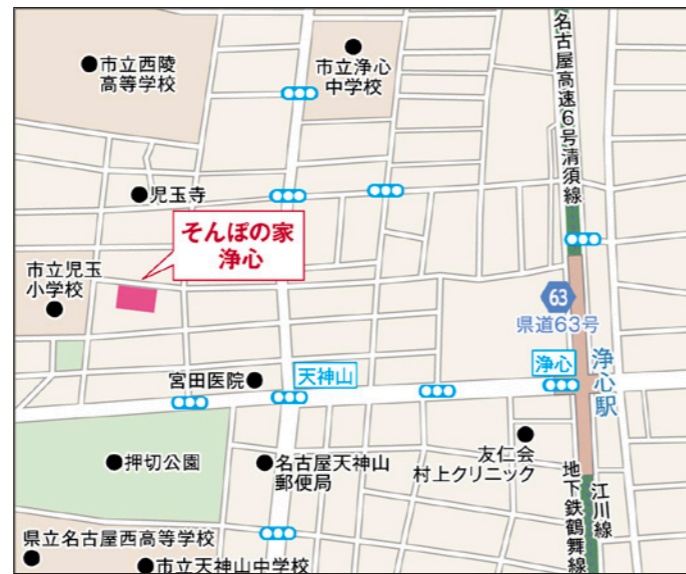 市立西陵
高等学校
市立浄心
中学校
名古屋高速6号清須線
児玉寺
そんぽの家
浄心
市立児玉
小学校
63
県道63号
宮田医院
天神山
浄心
浄心駅
押切公園
名古屋天神山
郵便局
友仁会
村上クリニック
地下鉄鶴舞線
江川線
県立名古屋西高等学校
市立天神山中学校